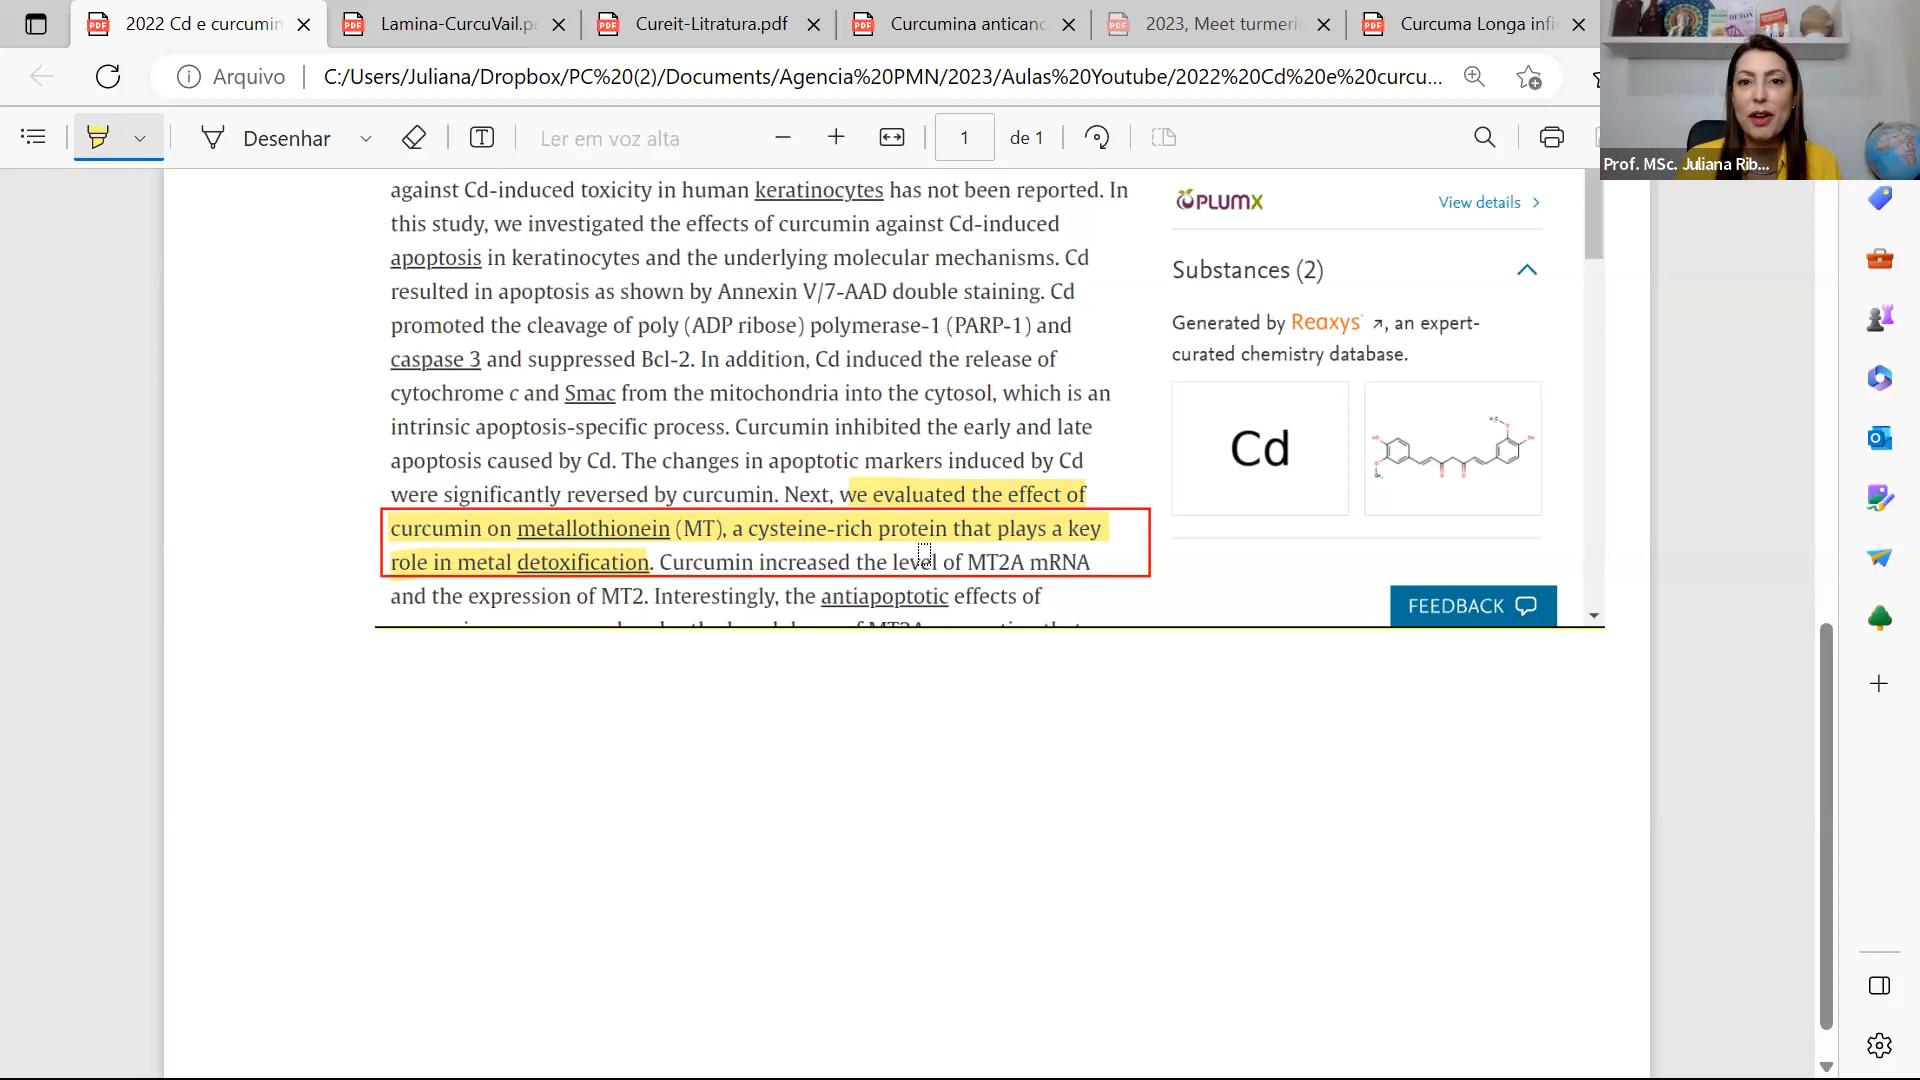 2022 Cd e curcumin
Lamina-CurcuVail.p
Cureit-Litratura.pdf
Curcumina anticanc
2023, Meet turmeri
Curcuma Longa infl
Arquivo
C:/Users/Juliana/Dropbox/PC%20(2)/Documents/Agencia%20PMN/2023/Aulas%20Youtube/2022%20Cd%20e%20curcu...
Desenhar
Ler em voz alta
1
de 1
Prof. MSc. Juliana Rib...
against Cd-induced toxicity in human keratinocytes has not been reported. In
this study, we investigated the effects of curcumin against Cd-induced
apoptosis in keratinocytes and the underlying molecular mechanisms. Cd
resulted in apoptosis as shown by Annexin V/7-AAD double staining. Cd
promoted the cleavage of poly (ADP ribose) polymerase-1 (PARP-1) and
caspase 3 and suppressed Bcl-2. In addition, Cd induced the release of
cytochrome c and Smac from the mitochondria into the cytosol, which is an
intrinsic apoptosis-specific process. Curcumin inhibited the early and late
apoptosis caused by Cd. The changes in apoptotic markers induced by Cd
were significantly reversed by curcumin. Next, we evaluated the effect of
curcumin on metallothionein (MT), a cysteine-rich protein that plays a key
role in metal detoxification. Curcumin increased the level of MT2A mRNA
and the expression of MT2. Interestingly, the antiapoptotic effects of
PLUMX
View details
Substances (2)
Generated by Reaxys, an expert-
curated chemistry database.
Cd
FEEDBACK